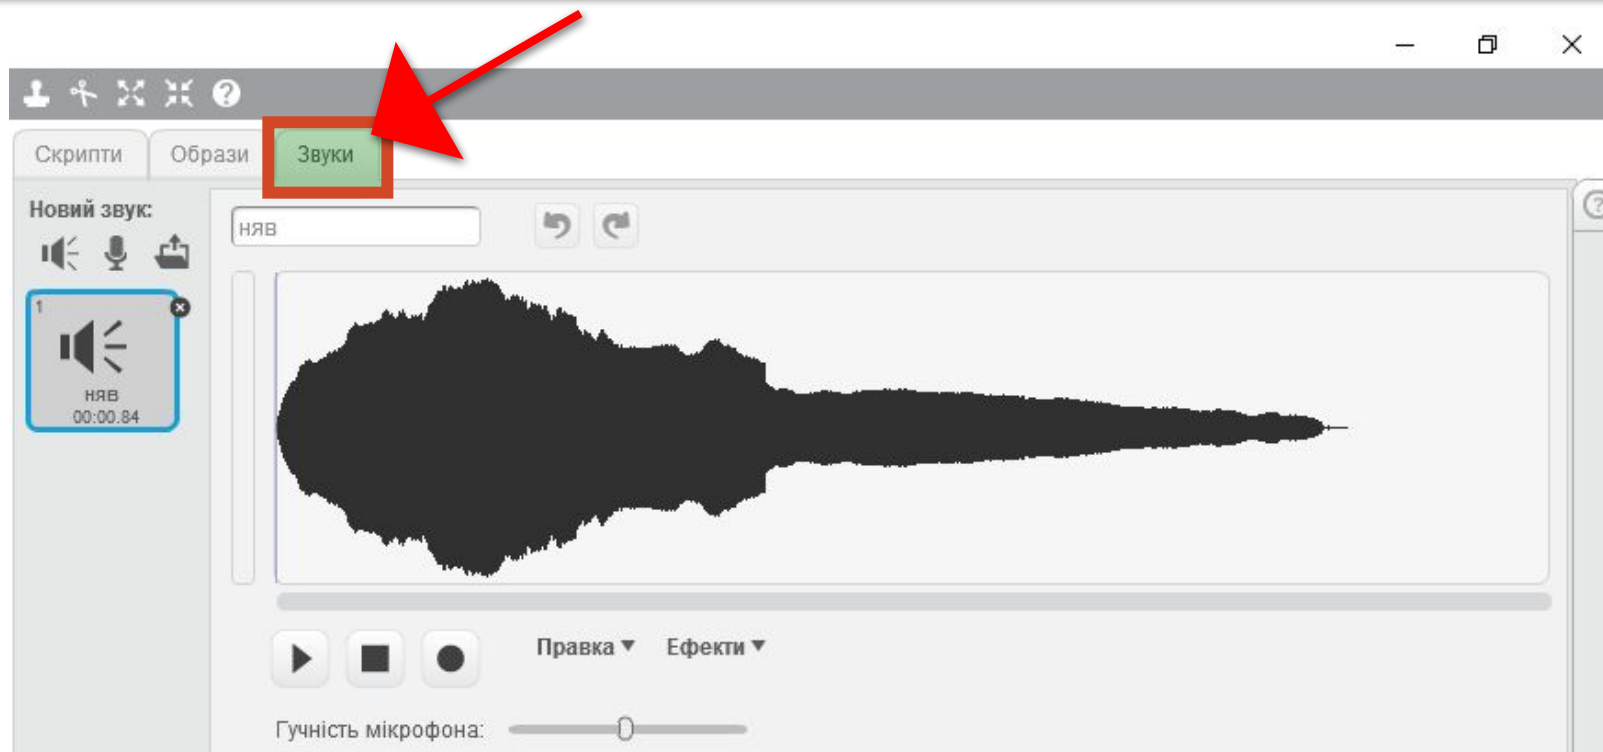 Скрипти Образи Звуки
Новий звук:
няв
1
няв
00:00.84
Правка Ефекти
Гучність мікрофона: